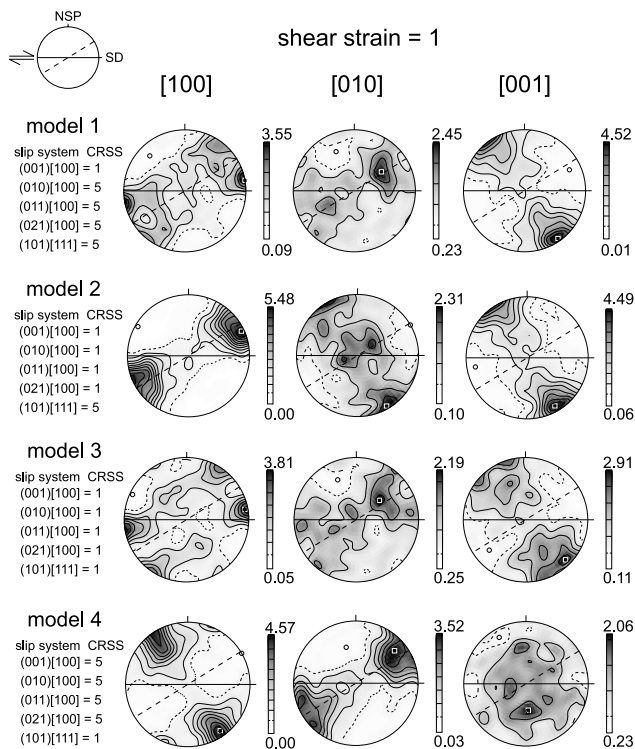 NSP
SD
shear strain = 1
[100] [010] [001]
model 1
slip system CRSS
(001)[100] = 1
(010)[100] = 5
(011)[100] = 5
(021)[100] = 5
(101)[111] = 5
3.55
0.09
2.45
0.23
4.52
0.01
model 2
slip system CRSS
(001)[100] = 1
(010)[100] = 1
(011)[100] = 1
(021)[100] = 1
(101)[111] = 5
5.48
0.00
2.31
0.10
4.49
0.06
model 3
slip system CRSS
(001)[100] = 1
(010)[100] = 1
(011)[100] = 1
(021)[100] = 1
(101)[111] = 1
3.81
0.05
2.19
0.25
2.91
0.11
model 4
slip system CRSS
(001)[100] = 5
(010)[100] = 5
(011)[100] = 5
(021)[100] = 5
(101)[111] = 1
4.57
0.00
3.52
0.03
2.06
0.23